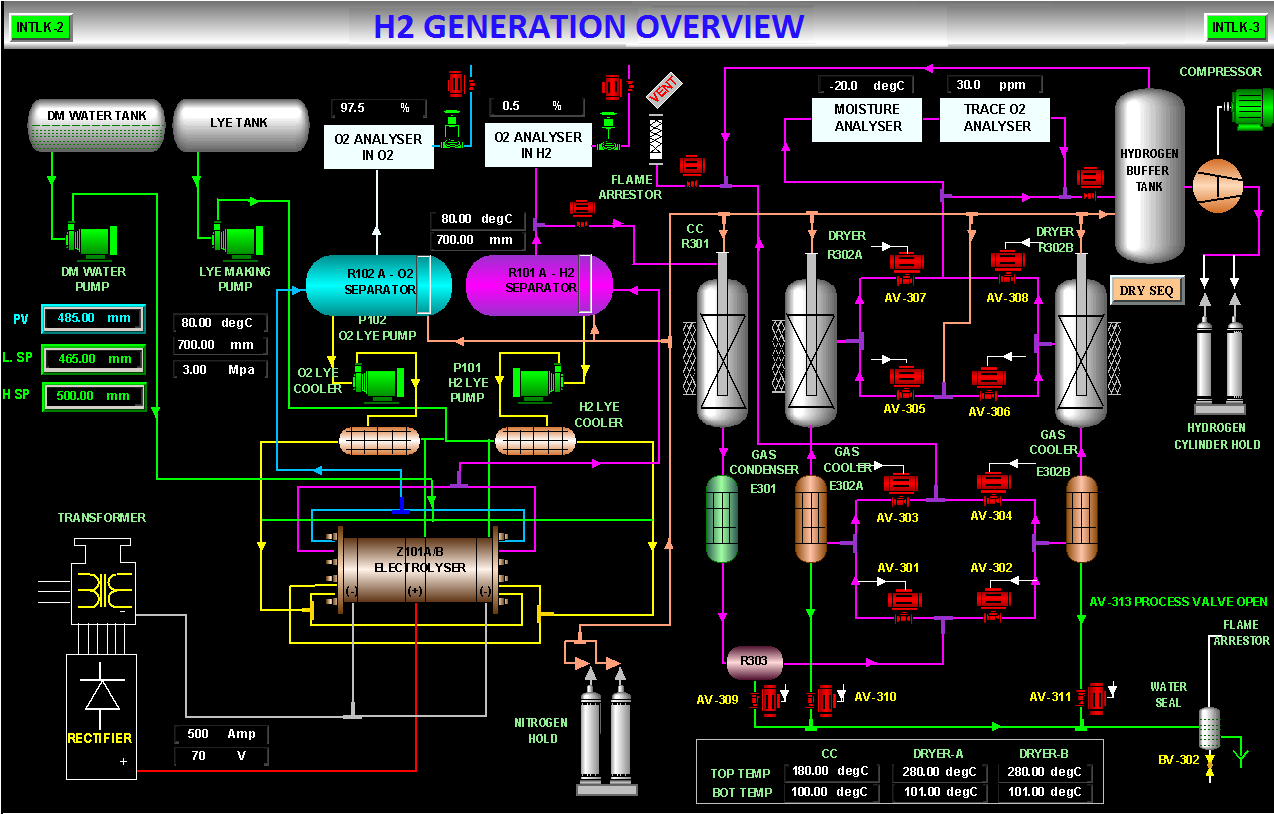 INTLK-2
H2 GENERATION OVERVIEW
INTLK-3
DM WATER TANK
LYE TANK
97.5 %
O2 ANALYSER
IN O2
0.5 %
O2 ANALYSER
IN H2
VENT
FLAME
ARRESTOR
-20.0 degC
MOISTURE
ANALYSER
30.0 ppm
TRACE O2
ANALYSER
COMPRESSOR
HYDROGEN
BUFFER
TANK
DM WATER
PUMP
LYE MAKING
PUMP
80.00 degC
700.00 mm
R102 A - O2
SEPARATOR
R101 A - H2
SEPARATOR
CC
R301
DRYER
R302A
DRYER
R302B
AV-307
AV-308
DRY SEQ
PV
485.00 mm
L. SP
465.00 mm
H SP
500.00 mm
80.00 degC
700.00 mm
3.00 Mpa
P102
O2 LYE PUMP
O2 LYE
COOLER
P101
H2 LYE
PUMP
H2 LYE
COOLER
AV-305
AV-306
HYDROGEN
CYLINDER HOLD
GAS
CONDENSER
E301
GAS
COOLER
E302A
GAS
COOLER
E302B
AV-303
AV-304
TRANSFORMER
Z101A/B
ELECTROLYSER
(-)
(+)
(-)
AV-301
AV-302
AV-313 PROCESS VALVE OPEN
FLAME
ARRESTOR
R303
AV-309
AV-310
AV-311
WATER
SEAL
BV-302
RECTIFIER
-
+
500 Amp
70 V
NITROGEN
HOLD
CC DRYER-A DRYER-B
TOP TEMP 180.00 degC 280.00 degC 280.00 degC
BOT TEMP 100.00 degC 101.00 degC 101.00 degC